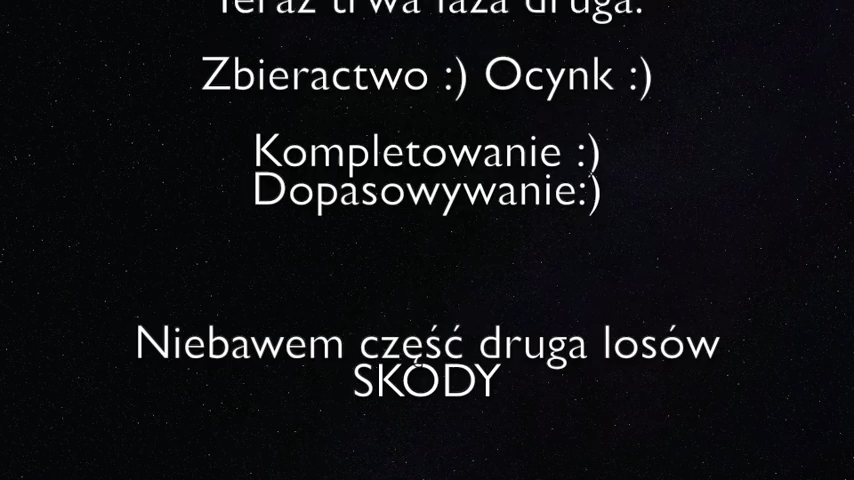 Teraz trwa faza druga.
Zbieractwo :) Ocynk :)
Kompletowanie :)
Dopasowywanie:)
Niebawem część druga losów
SKODY